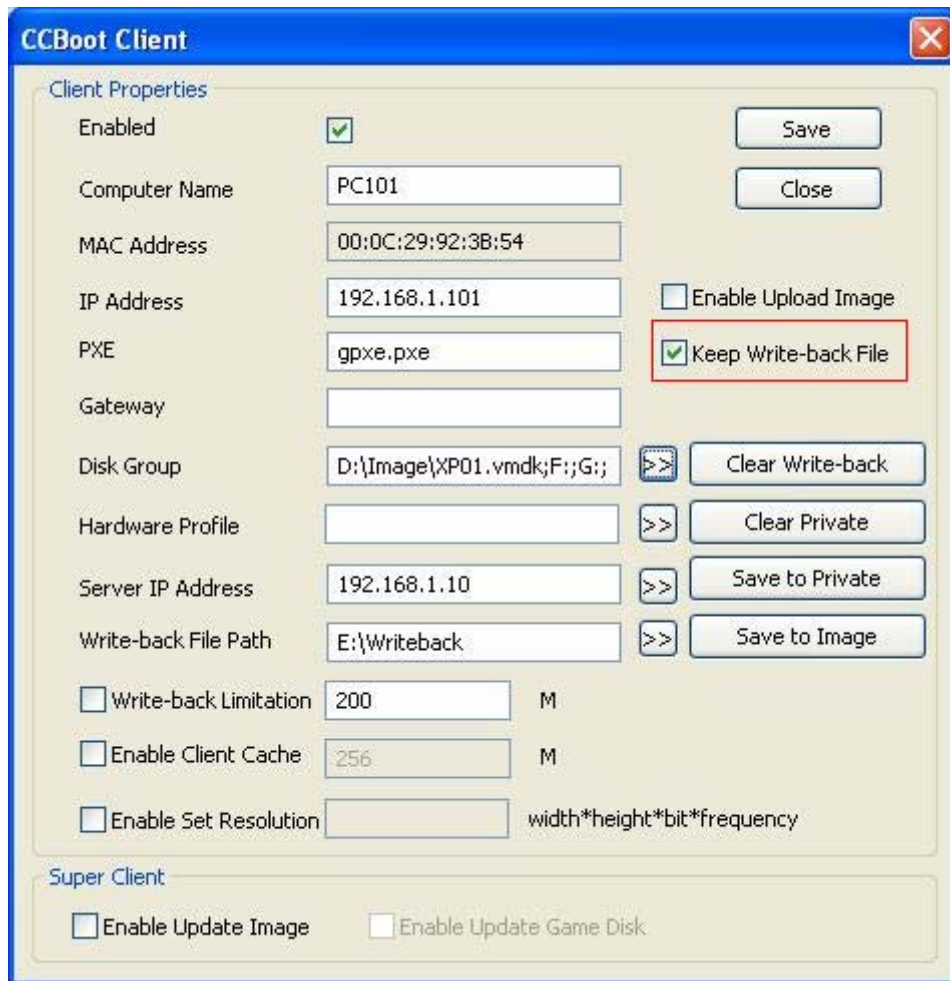 CCBoot Client
Client Properties
Enabled
Save
Computer Name PC101
Close
MAC Address 00:0C:29:92:3B:54
IP Address 192.168.1.101
Enable Upload Image
PXE gpxe.pxe
Keep Write-back File
Gateway
Disk Group D:\Image\XP01.vmdk;F:;G:; >> Clear Write-back
Hardware Profile >> Clear Private
Server IP Address 192.168.1.10 >> Save to Private
Write-back File Path E:\Writeback >> Save to Image
Write-back Limitation 200 M
Enable Client Cache 256 M
Enable Set Resolution width*height*bit*frequency
Super Client
Enable Update Image Enable Update Game Disk